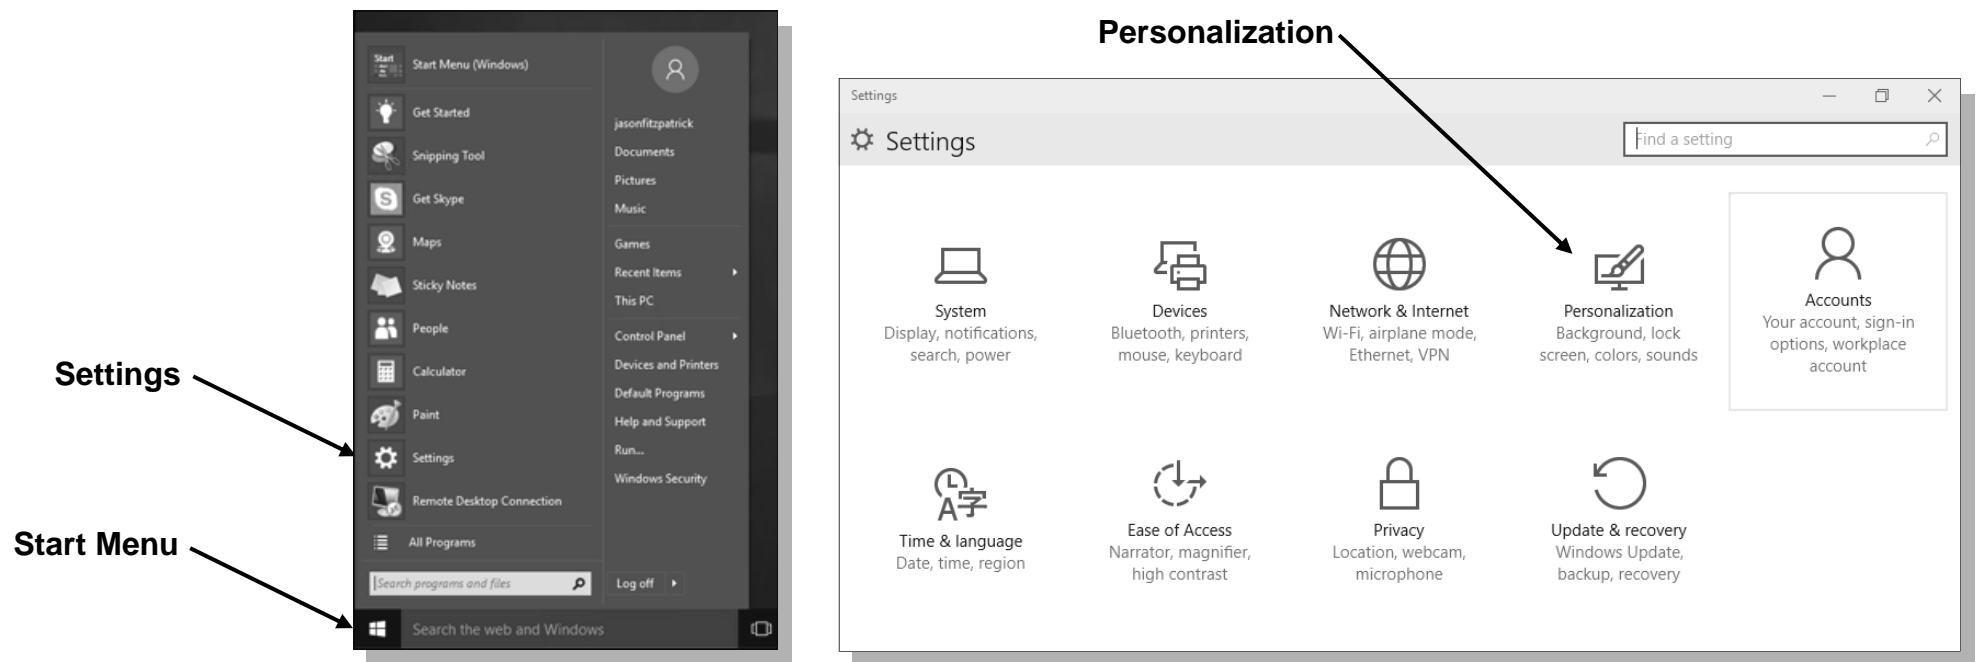 Personalization
Settings
Start Menu
Start
Start Menu (Windows)
Get Started
Snipping Tool
Get Skype
Maps
Sticky Notes
People
Calculator
Paint
Settings
Remote Desktop Connection
All Programs
Search programs and files
jasonfitzpatrick
Documents
Pictures
Music
Games
Recent Items
This PC
Control Panel
Devices and Printers
Default Programs
Help and Support
Run...
Windows Security
Log off
Search the web and Windows
Settings
Settings
Find a setting
System
Display, notifications,
search, power
Devices
Bluetooth, printers,
mouse, keyboard
Network & Internet
Wi-Fi, airplane mode,
Ethernet, VPN
Personalization
Background, lock
screen, colors, sounds
Accounts
Your account, sign-in
options, workplace
account
A字
Time & language
Date, time, region
Ease of Access
Narrator, magnifier,
high contrast
Privacy
Location, webcam,
microphone
Update & recovery
Windows Update,
backup, recovery